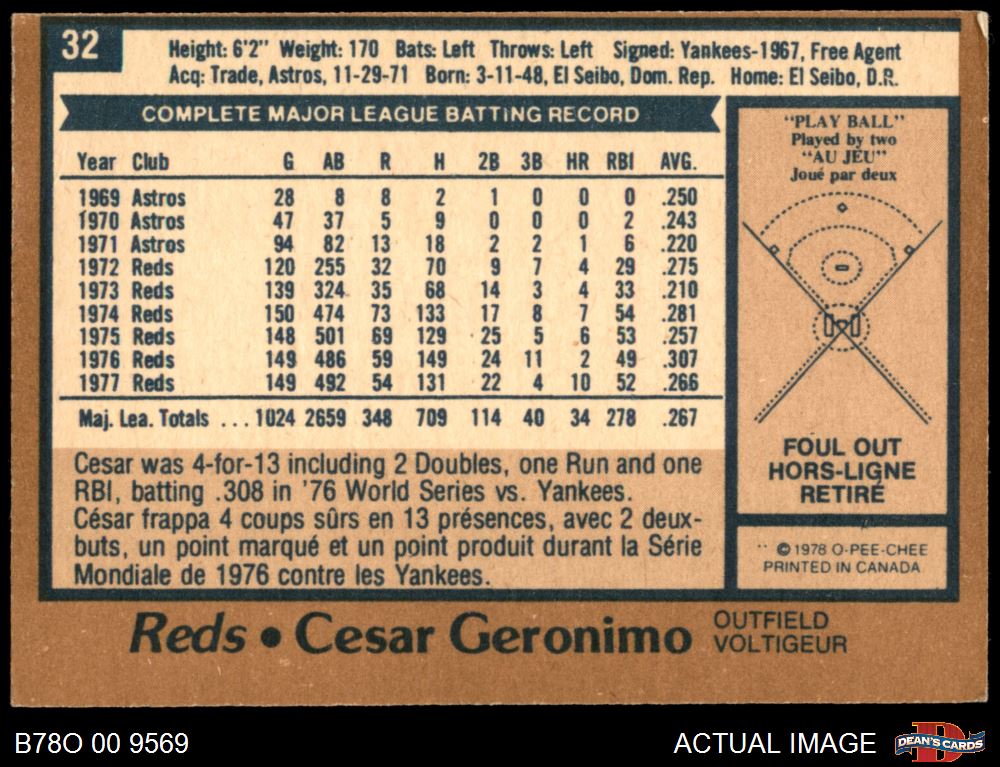 32
Height: 6'2" Weight: 170 Bats: Left Throws: Left Signed: Yankees-1967, Free Agent
Acq: Trade, Astros, 11-29-71 Born: 3-11-48, El Seibo, Dom. Rep. Home: El Seibo, D.R.
COMPLETE MAJOR LEAGUE BATTING RECORD
Year Club G AB R H 2B 3B HR RBI AVG.
1969 Astros 28 8 8 2 1 0 0 0 .250
1970 Astros 47 37 5 9 0 0 0 2 .243
1971 Astros 94 82 13 18 2 2 1 6 .220
1972 Reds 120 255 32 70 9 7 4 29 .275
1973 Reds 139 324 35 68 14 3 4 33 .210
1974 Reds 150 474 73 133 17 8 7 54 .281
1975 Reds 148 501 69 129 25 5 6 53 .257
1976 Reds 149 486 59 149 24 11 2 49 .307
1977 Reds 149 492 54 131 22 4 10 52 .266
Maj. Lea. Totals ... 1024 2659 348 709 114 40 34 278 .267
Cesar was 4-for-13 including 2 Doubles, one Run and one
RBI, batting .308 in '76 World Series vs. Yankees.
César frappa 4 coups sûrs en 13 présences, avec 2 deux-
buts, un point marqué et un point produit durant la Série
Mondiale de 1976 contre les Yankees.
"PLAY BALL"
Played by two
"AU JEU"
Joué par deux
FOUL OUT
HORS-LIGNE
RETIRÉ
** © 1978 O-PEE-CHEE
PRINTED IN CANADA
Reds • Cesar Geronimo
OUTFIELD
VOLTIGEUR
B78O 00 9569
ACTUAL IMAGE
DEAN'S CARDS